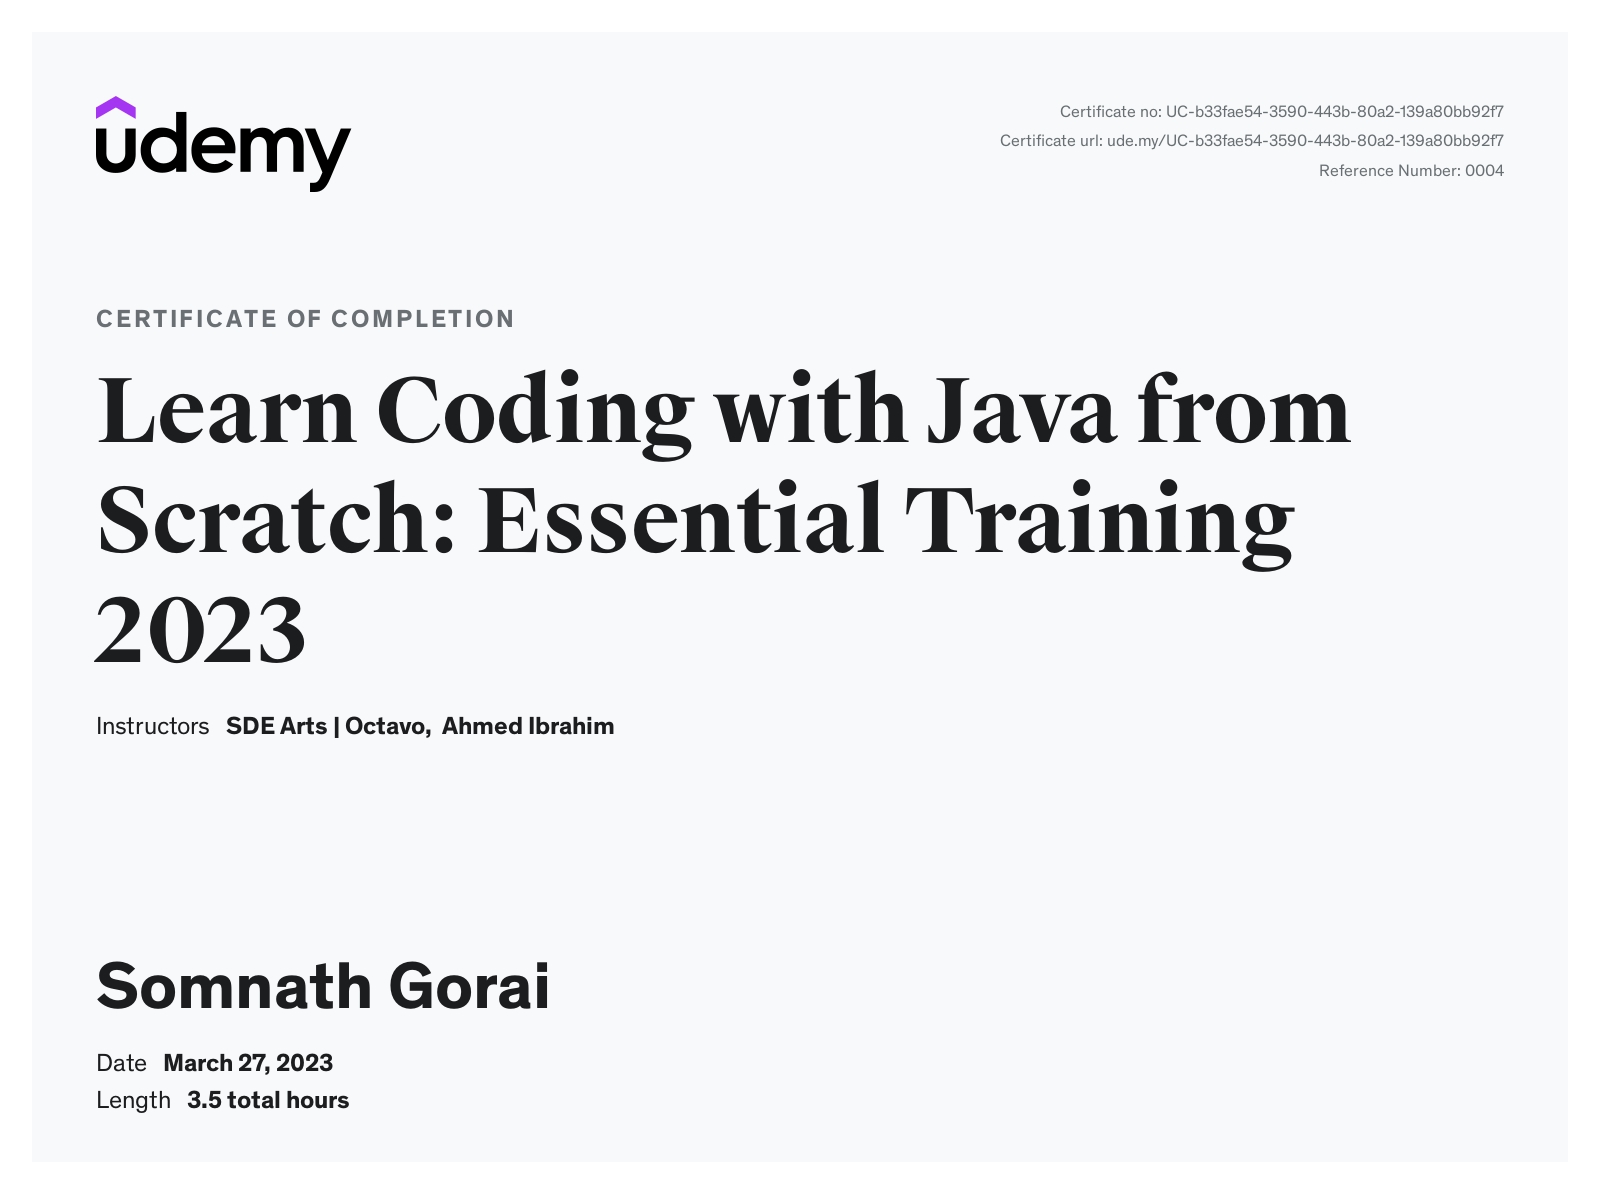 udemy
Certificate no: UC-b33fae54-3590-443b-80a2-139a80bb92f7
Certificate url: ude.my/UC-b33fae54-3590-443b-80a2-139a80bb92f7
Reference Number: 0004
CERTIFICATE OF COMPLETION
Learn Coding with Java from
Scratch: Essential Training
2023
Instructors SDE Arts | Octavo, Ahmed Ibrahim
Somnath Gorai
Date March 27, 2023
Length 3.5 total hours